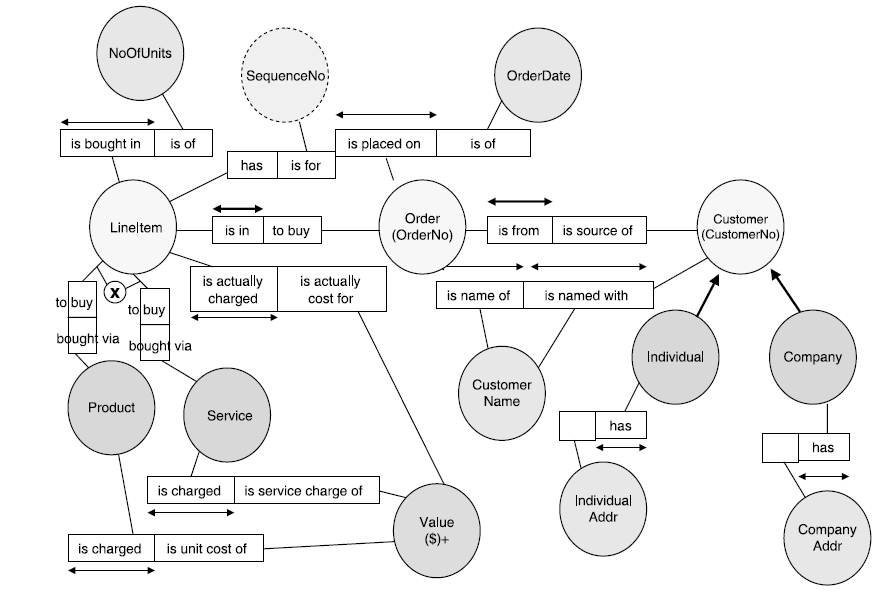 NoOfUnits
SequenceNo
OrderDate
is bought in
is of
has
is for
is placed on
is of
LineItem
is in
to buy
Order
(OrderNo)
is from
is source of
Customer
(CustomerNo)
is actually
charged
is actually
cost for
is name of
is named with
X
to buy
bought via
to buy
bought via
Product
Service
Customer
Name
Individual
Company
has
has
is charged
is service charge of
Individual
Addr
Value
($)+
Company
Addr
is charged
is unit cost of